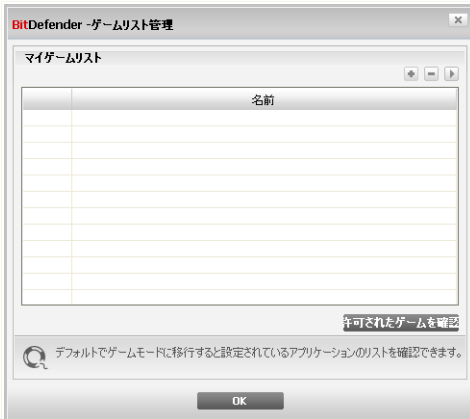 BitDefender -ゲームリスト管理
マイゲームリスト
名前
許可されたゲームを確認
デフォルトでゲームモードに移行すると設定されているアプリケーションのリストを確認できます。
OK